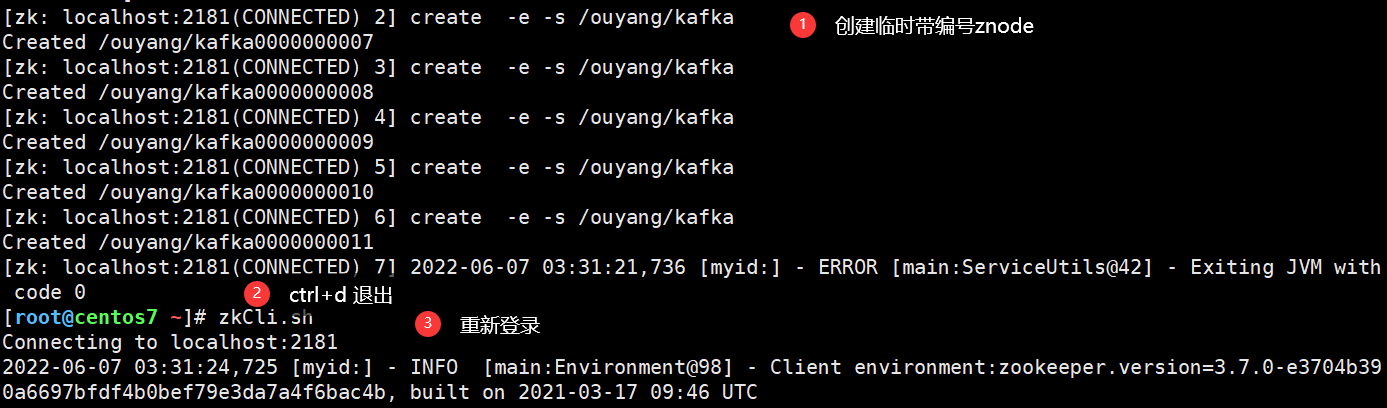 [zk: localhost:2181(CONNECTED) 2] create  -e -s /ouyang/kafka 1 创建临时带编号znode
Created /ouyang/kafka0000000007
[zk: localhost:2181(CONNECTED) 3] create  -e -s /ouyang/kafka
Created /ouyang/kafka0000000008
[zk: localhost:2181(CONNECTED) 4] create  -e -s /ouyang/kafka
Created /ouyang/kafka0000000009
[zk: localhost:2181(CONNECTED) 5] create  -e -s /ouyang/kafka
Created /ouyang/kafka0000000010
[zk: localhost:2181(CONNECTED) 6] create  -e -s /ouyang/kafka
Created /ouyang/kafka0000000011
[zk: localhost:2181(CONNECTED) 7] 2022-06-07 03:31:21,736 [myid:] - ERROR [main:ServiceUtils@42] - Exiting JVM with
 code 0 2 ctrl+d 退出
[root@centos7 ~]# zkCli.sh 3 重新登录
Connecting to localhost:2181
2022-06-07 03:31:24,725 [myid:] - INFO  [main:Environment@98] - Client environment:zookeeper.version=3.7.0-e3704b39
0a6697bfdf4b0bef79e3da7a4f6bac4b, built on 2021-03-17 09:46 UTC